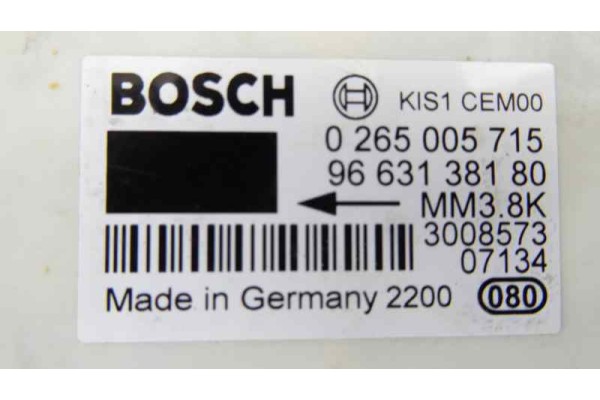 BOSCH KIS1 CEM00
0 265 005 715
96 631 381 80
MM3.8K
3008573
07134
Made in Germany 2200 080